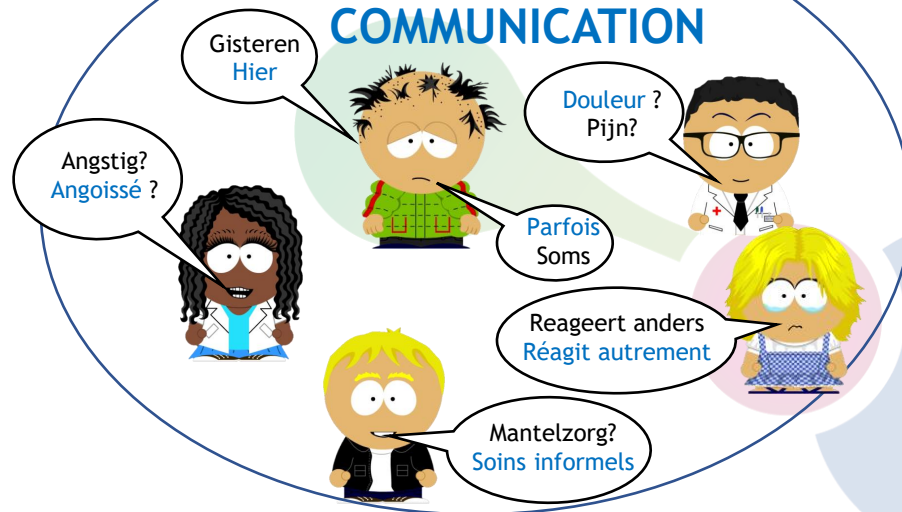 COMMUNICATION
Gisteren
Hier
Douleur ?
Pijn?
Angstig?
Angoissé ?
Parfois
Soms
Reageert anders
Réagit autrement
Mantelzorg?
Soins informels